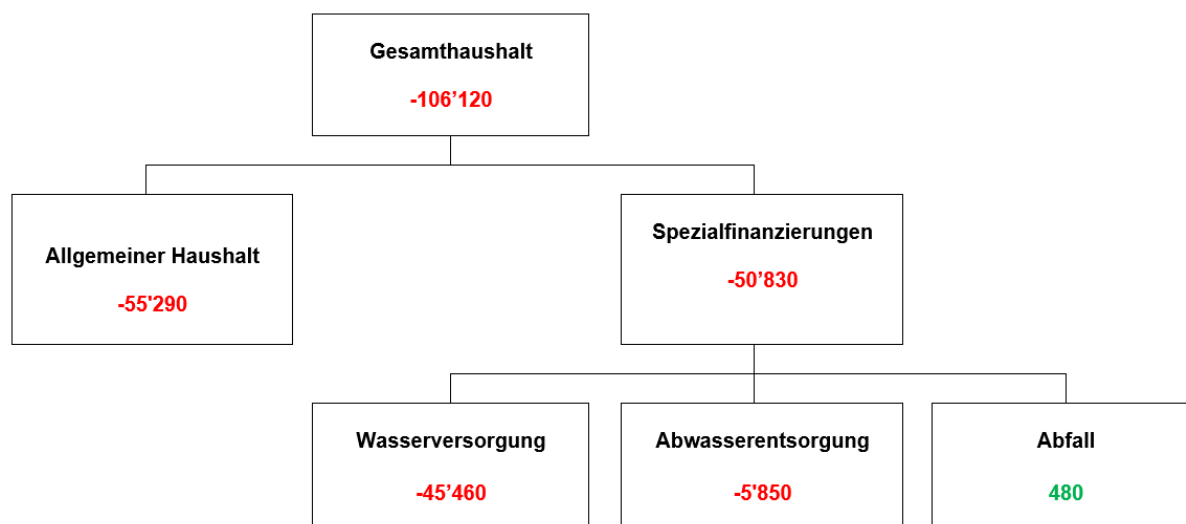 Gesamthaushalt
-106’120
Allgemeiner Haushalt
-55'290
Spezialfinanzierungen
-50’830
Wasserversorgung
-45’460
Abwasserentsorgung
-5'850
Abfall
480